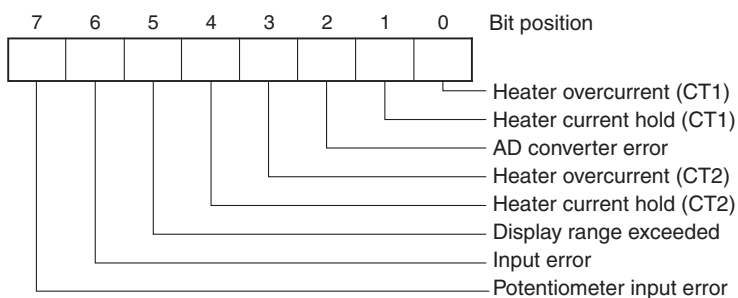 7 6 5 4 3 2 1 0 Bit position
Heater overcurrent (CT1)
Heater current hold (CT1)
AD converter error
Heater overcurrent (CT2)
Heater current hold (CT2)
Display range exceeded
Input error
Potentiometer input error